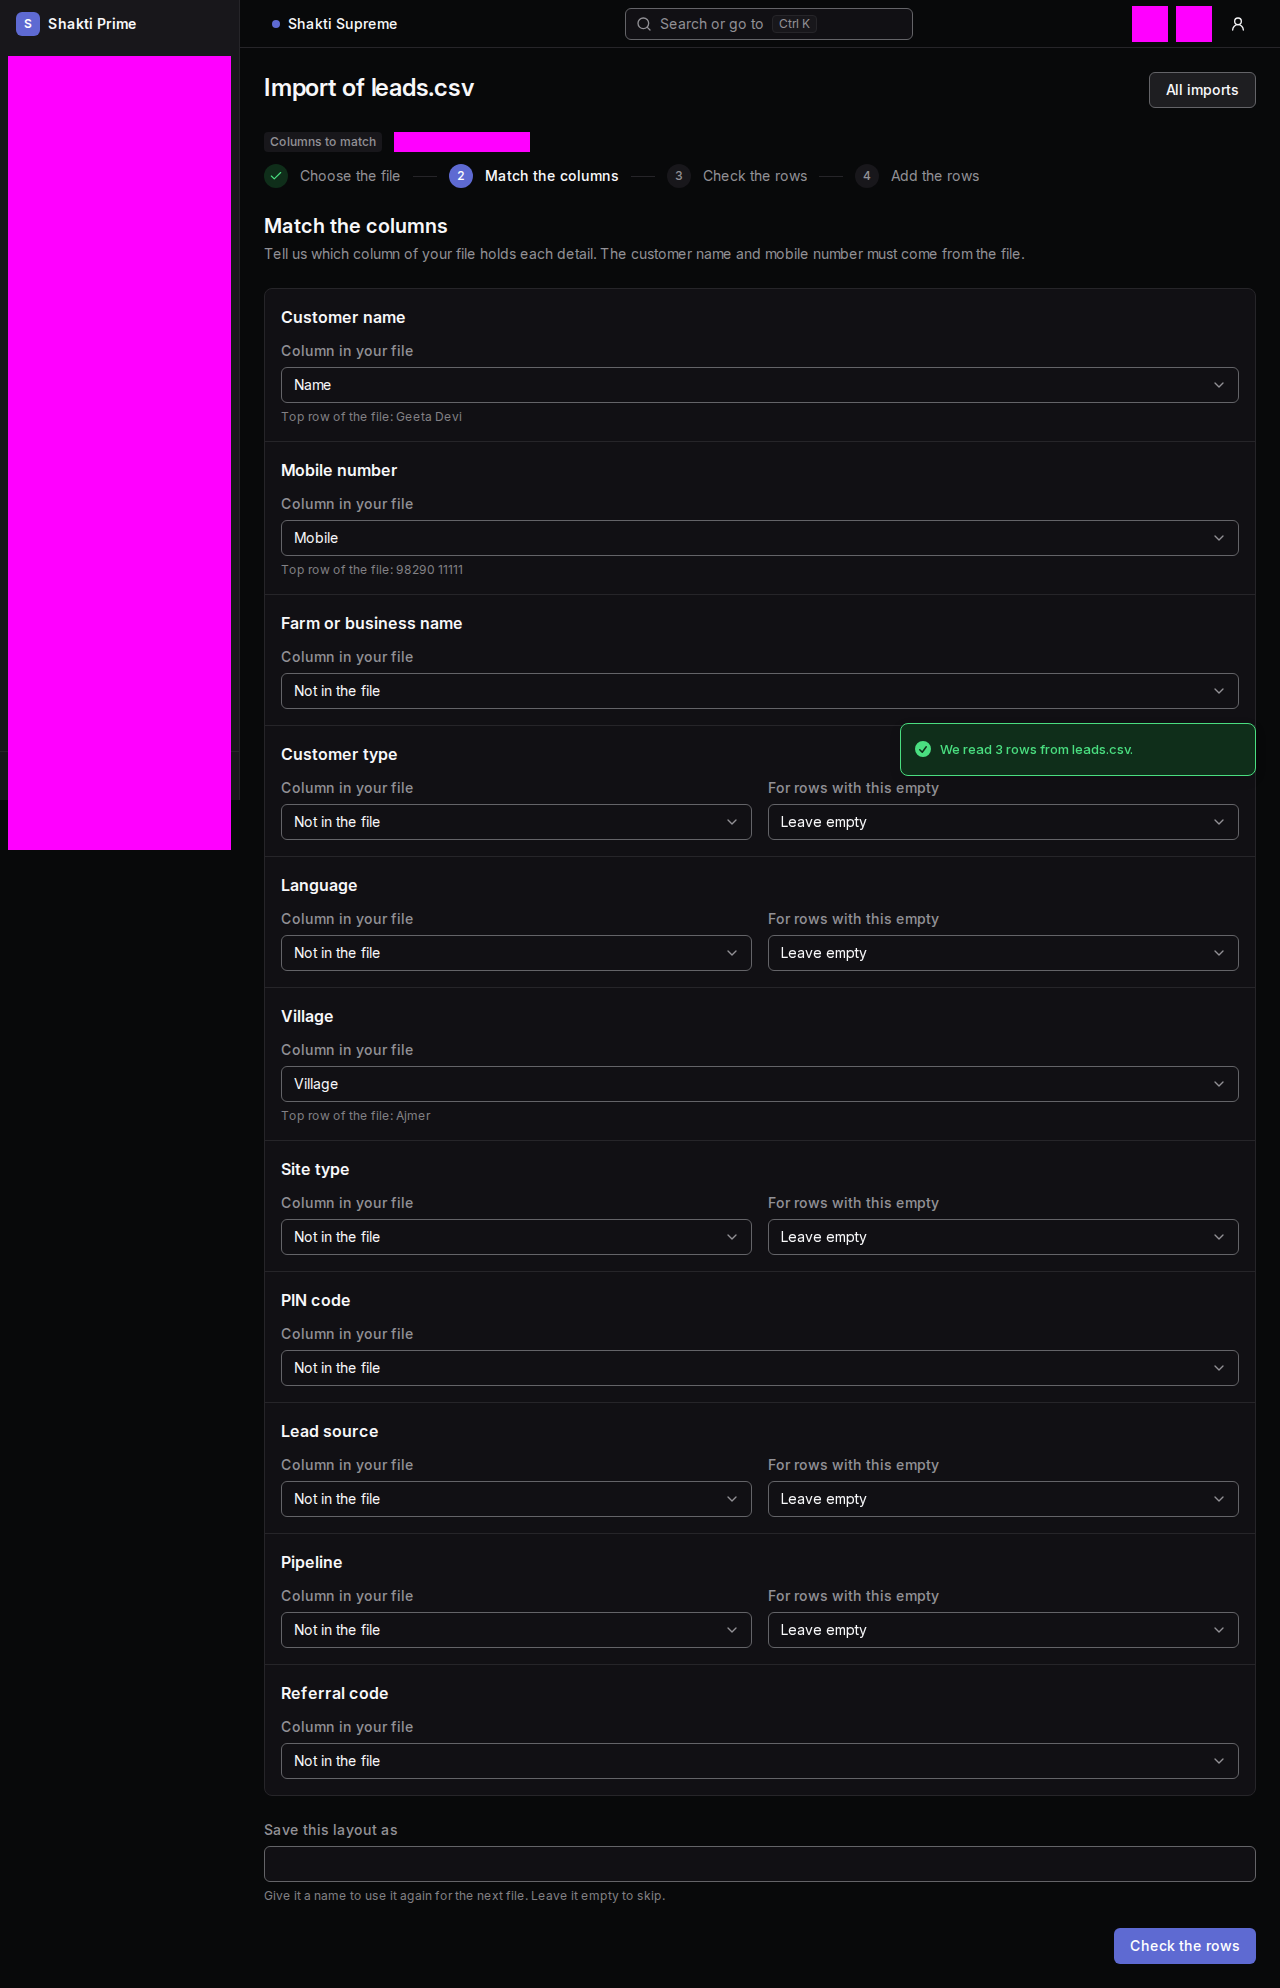 S Shakti Prime
Shakti Supreme
Search or go to Ctrl K
Import of leads.csv
All imports
Columns to match
Choose the file
2 Match the columns
3 Check the rows
4 Add the rows
Match the columns
Tell us which column of your file holds each detail. The customer name and mobile number must come from the file.
Customer name
Column in your file
Name
Top row of the file: Geeta Devi
Mobile number
Column in your file
Mobile
Top row of the file: 98290 11111
Farm or business name
Column in your file
Not in the file
We read 3 rows from leads.csv.
Customer type
Column in your file
For rows with this empty
Not in the file
Leave empty
Language
Column in your file
For rows with this empty
Not in the file
Leave empty
Village
Column in your file
Village
Top row of the file: Ajmer
Site type
Column in your file
For rows with this empty
Not in the file
Leave empty
PIN code
Column in your file
Not in the file
Lead source
Column in your file
For rows with this empty
Not in the file
Leave empty
Pipeline
Column in your file
For rows with this empty
Not in the file
Leave empty
Referral code
Column in your file
Not in the file
Save this layout as
Give it a name to use it again for the next file. Leave it empty to skip.
Check the rows